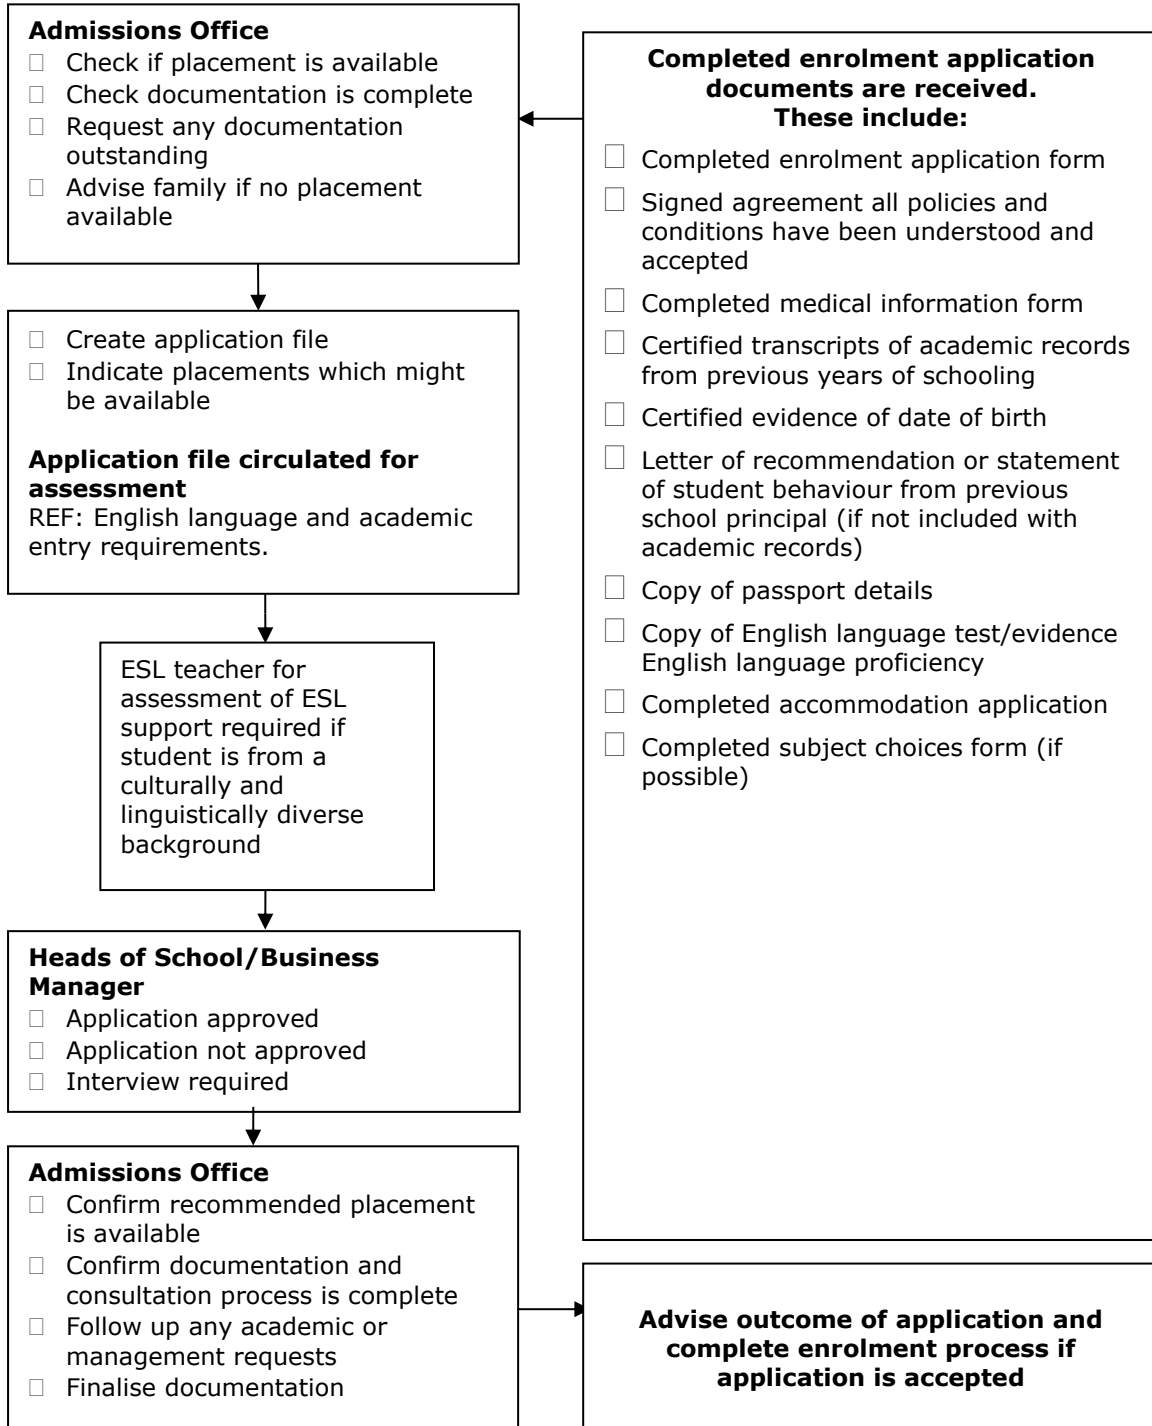 Admissions Office
☐ Check if placement is available
☐ Check documentation is complete
☐ Request any documentation
outstanding
☐ Advise family if no placement
available
Completed enrolment application
documents are received.
These include:
☐ Completed enrolment application form
☐ Signed agreement all policies and
conditions have been understood and
accepted
☐ Completed medical information form
☐ Certified transcripts of academic records
from previous years of schooling
☐ Certified evidence of date of birth
☐ Letter of recommendation or statement
of student behaviour from previous
school principal (if not included with
academic records)
☐ Copy of passport details
☐ Copy of English language test/evidence
English language proficiency
☐ Completed accommodation application
☐ Completed subject choices form (if
possible)
☐ Create application file
☐ Indicate placements which might
be available
Application file circulated for
assessment
REF: English language and academic
entry requirements.
ESL teacher for
assessment of ESL
support required if
student is from a
culturally and
linguistically diverse
background
Heads of School/Business
Manager
☐ Application approved
☐ Application not approved
☐ Interview required
Admissions Office
☐ Confirm recommended placement
is available
☐ Confirm documentation and
consultation process is complete
☐ Follow up any academic or
management requests
☐ Finalise documentation
Advise outcome of application and
complete enrolment process if
application is accepted